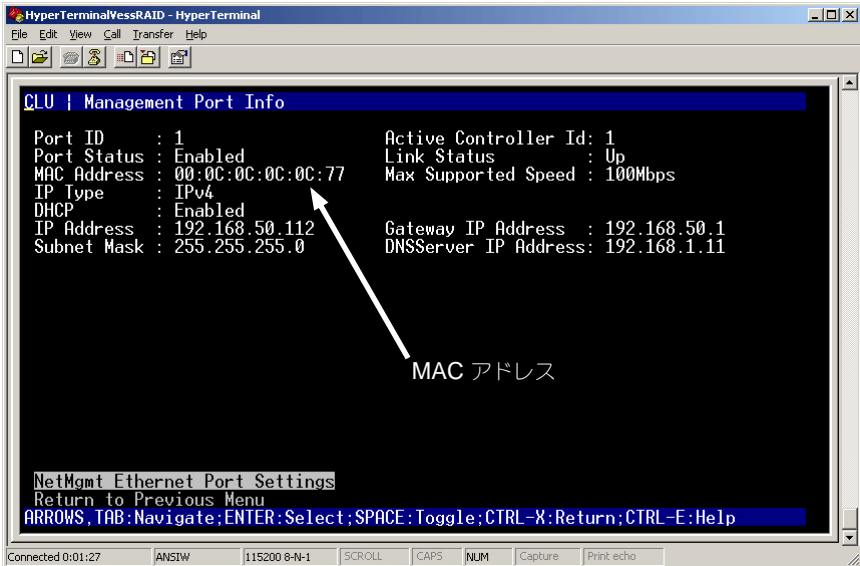 HyperTerminalVessRAID - HyperTerminal
File Edit View Call Transfer Help
CLU | Management Port Info
Port ID : 1 Active Controller Id: 1
Port Status : Enabled Link Status : Up
MAC Address : 00:0C:0C:0C:0C:77 Max Supported Speed : 100Mbps
IP Type : IPv4
DHCP : Enabled
IP Address : 192.168.50.112 Gateway IP Address : 192.168.50.1
Subnet Mask : 255.255.255.0 DNSServer IP Address: 192.168.1.11
MAC アドレス
NetMgmt Ethernet Port Settings
Return to Previous Menu
ARROWS,TAB:Navigate;ENTER:Select;SPACE:Toggle;CTRL-X:Return;CTRL-E:Help
Connected 0:01:27 ANSIW 115200 8-N-1 SCROLL CAPS NUM Capture Print echo